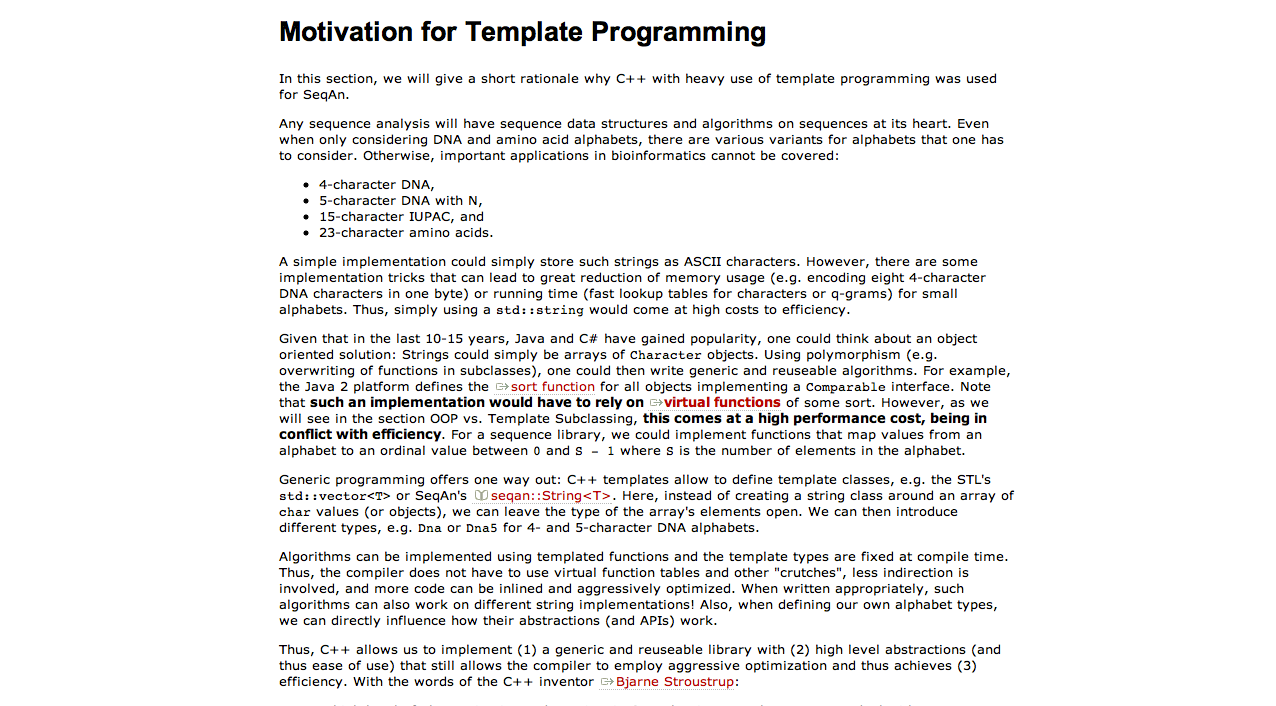 Motivation for Template Programming
In this section, we will give a short rationale why C++ with heavy use of template programming was used
for SeqAn.
Any sequence analysis will have sequence data structures and algorithms on sequences at its heart. Even
when only considering DNA and amino acid alphabets, there are various variants for alphabets that one has
to consider. Otherwise, important applications in bioinformatics cannot be covered:
• 4-character DNA,
• 5-character DNA with N,
• 15-character IUPAC, and
• 23-character amino acids.
A simple implementation could simply store such strings as ASCII characters. However, there are some
implementation tricks that can lead to great reduction of memory usage (e.g. encoding eight 4-character
DNA characters in one byte) or running time (fast lookup tables for characters or q-grams) for small
alphabets. Thus, simply using a std::string would come at high costs to efficiency.
Given that in the last 10-15 years, Java and C# have gained popularity, one could think about an object
oriented solution: Strings could simply be arrays of Character objects. Using polymorphism (e.g.
overwriting of functions in subclasses), one could then write generic and reuseable algorithms. For example,
the Java 2 platform defines the sort function for all objects implementing a Comparable interface. Note
that such an implementation would have to rely on virtual functions of some sort. However, as we
will see in the section OOP vs. Template Subclassing, this comes at a high performance cost, being in
conflict with efficiency. For a sequence library, we could implement functions that map values from an
alphabet to an ordinal value between 0 and S - 1 where S is the number of elements in the alphabet.
Generic programming offers one way out: C++ templates allow to define template classes, e.g. the STL's
std::vector<T> or SeqAn's seqan::String<T>. Here, instead of creating a string class around an array of
char values (or objects), we can leave the type of the array's elements open. We can then introduce
different types, e.g. Dna or Dna5 for 4- and 5-character DNA alphabets.
Algorithms can be implemented using templated functions and the template types are fixed at compile time.
Thus, the compiler does not have to use virtual function tables and other "crutches", less indirection is
involved, and more code can be inlined and aggressively optimized. When written appropriately, such
algorithms can also work on different string implementations! Also, when defining our own alphabet types,
we can directly influence how their abstractions (and APIs) work.
Thus, C++ allows us to implement (1) a generic and reuseable library with (2) high level abstractions (and
thus ease of use) that still allows the compiler to employ aggressive optimization and thus achieves (3)
efficiency. With the words of the C++ inventor Bjarne Stroustrup: